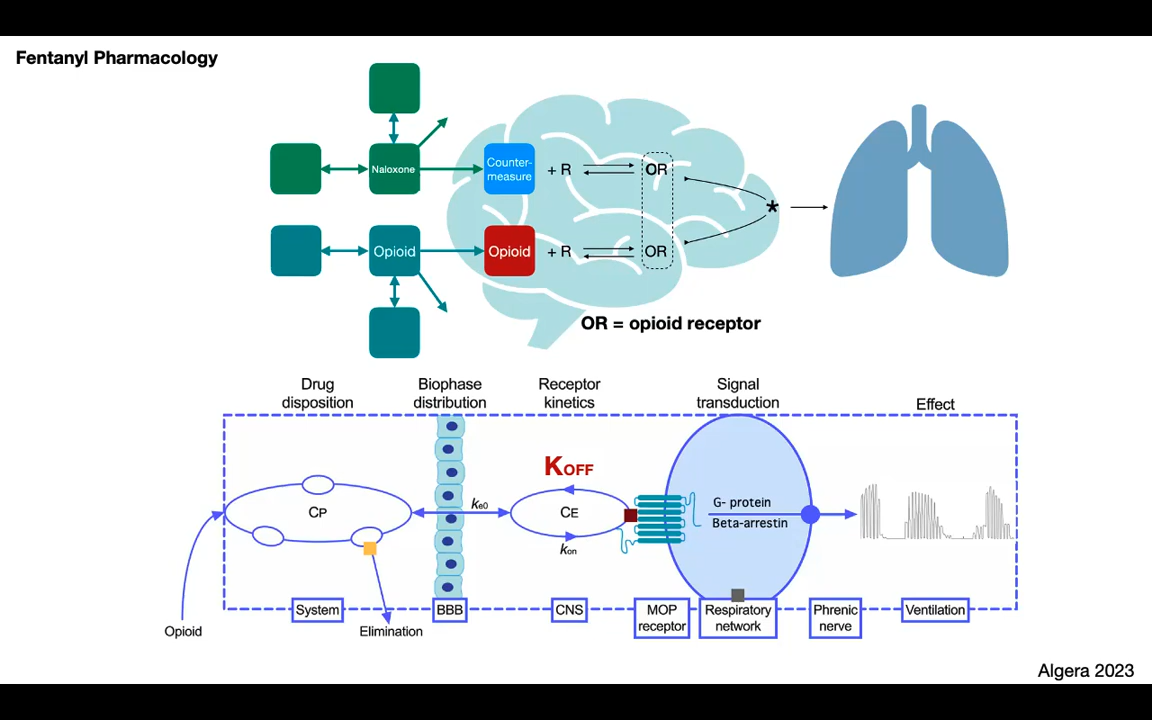 Fentanyl Pharmacology
Naloxone
Counter-
measure
+ R
OR
*
Opioid
Opioid
+ R
OR
OR = opioid receptor
Drug
disposition
Biophase
distribution
Receptor
kinetics
Signal
transduction
Effect
KOFF
CP
ke0
CE
kon
G- protein
Beta-arrestin
System
BBB
CNS
MOP
receptor
Respiratory
network
Phrenic
nerve
Ventilation
Opioid
Elimination
Algera 2023